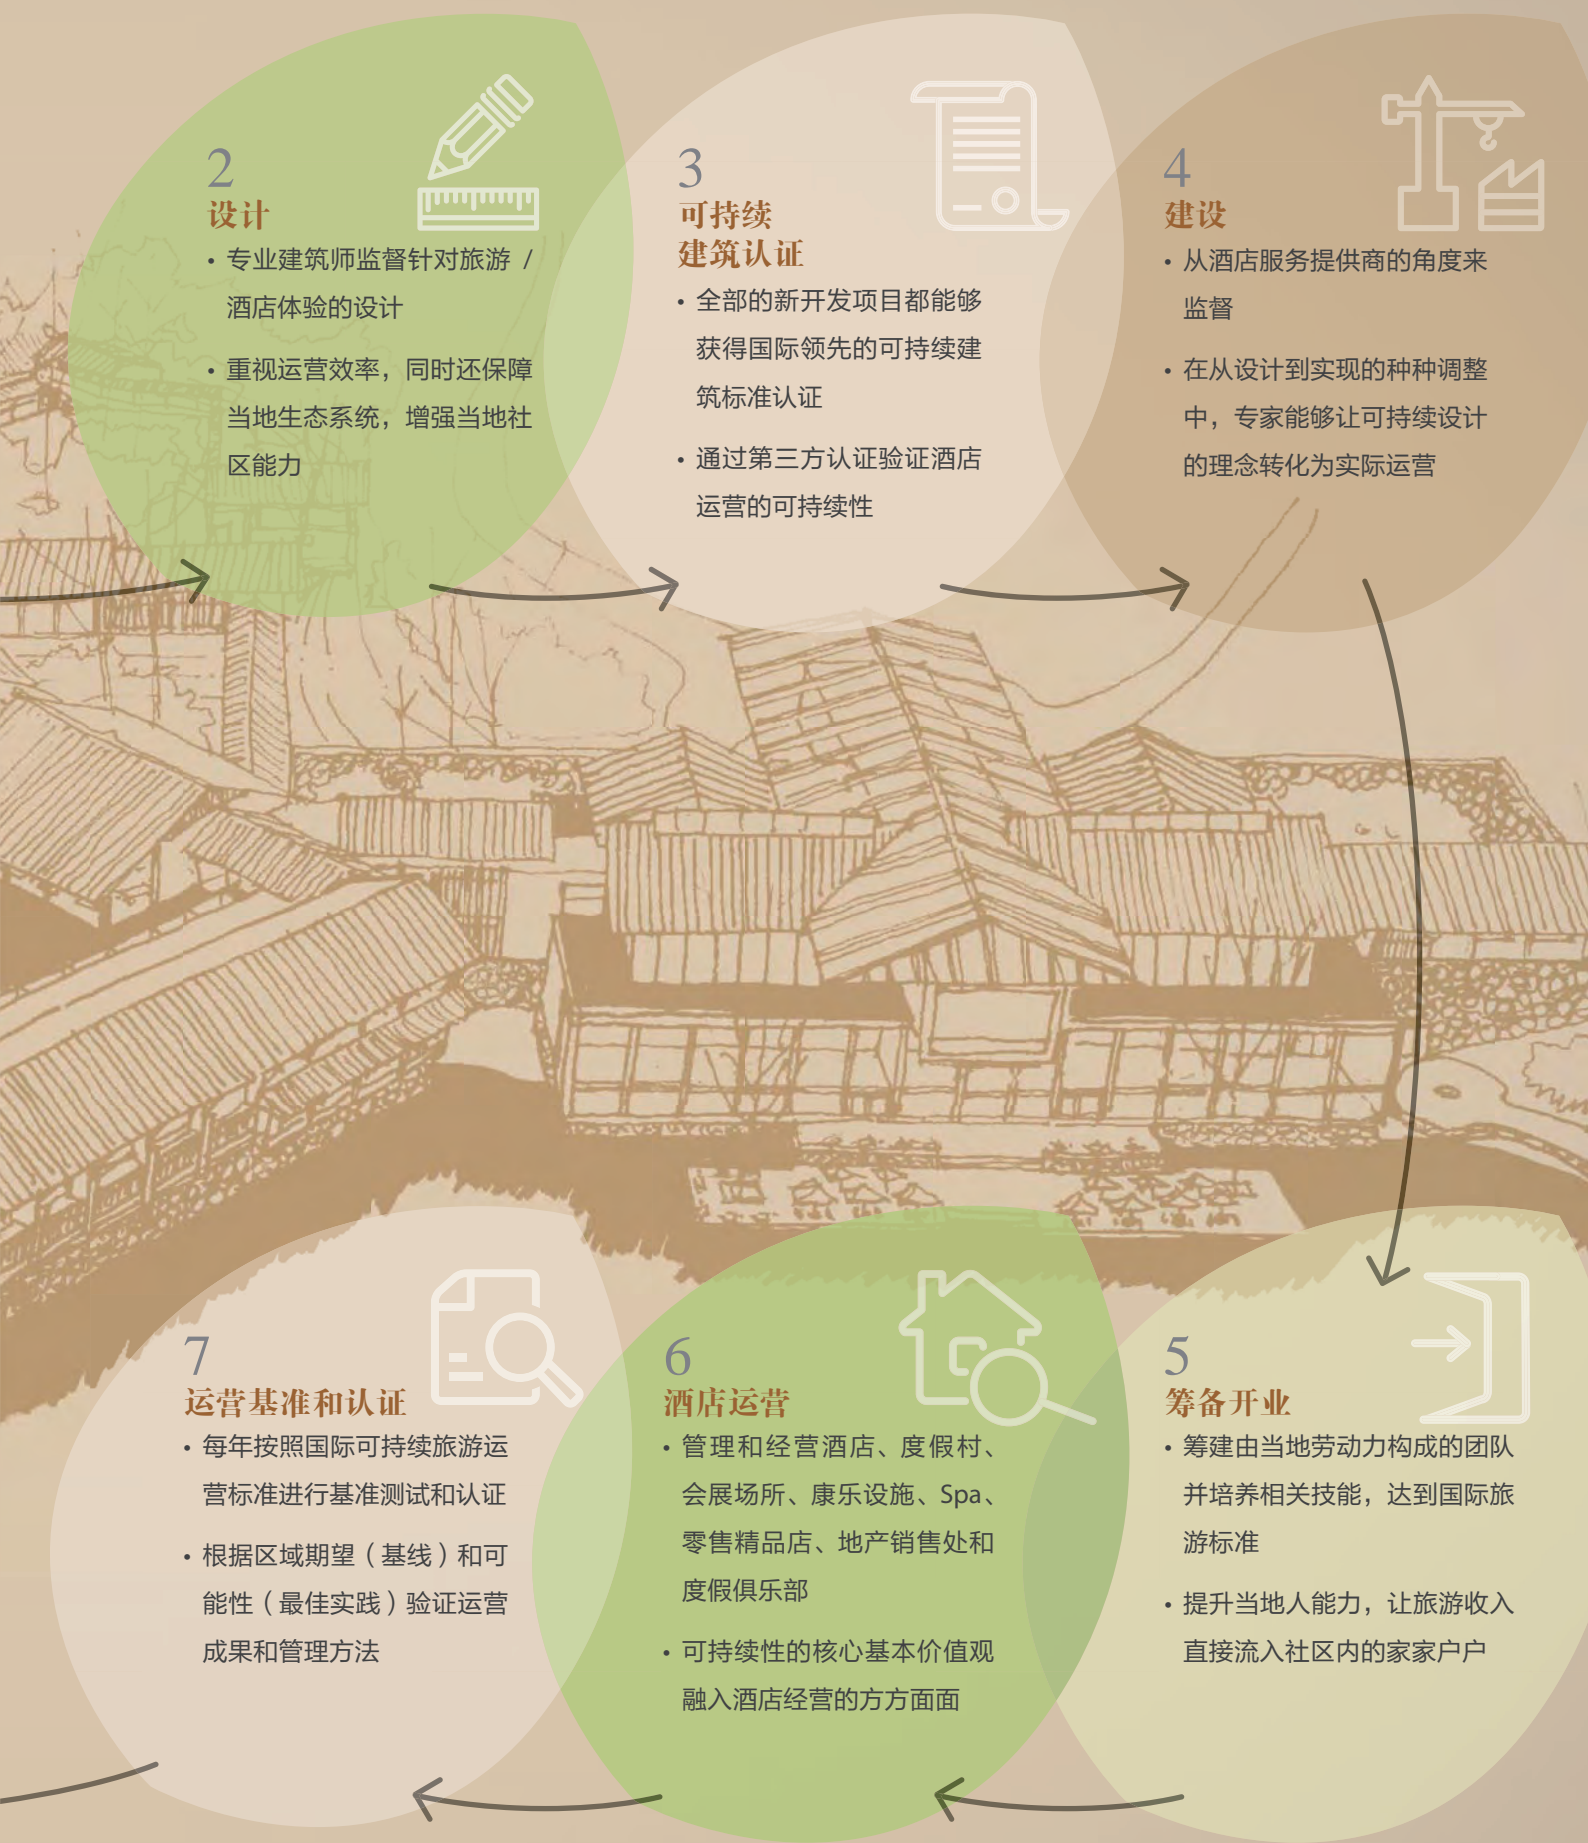 2
设计
• 专业建筑师监督针对旅游 /
酒店体验的设计
• 重视运营效率，同时还保障
当地生态系统，增强当地社
区能力
3
可持续
建筑认证
• 全部的新开发项目都能够
获得国际领先的可持续建
筑标准认证
• 通过第三方认证验证酒店
运营的可持续性
4
建设
• 从酒店服务提供商的角度来
监督
• 在从设计到实现的种种调整
中，专家能够让可持续设计
的理念转化为实际运营
5
筹备开业
• 筹建由当地劳动力构成的团队
并培养相关技能，达到国际旅
游标准
• 提升当地人能力，让旅游收入
直接流入社区内的家家户户
6
酒店运营
• 管理和经营酒店、度假村、
会展场所、康乐设施、Spa、
零售精品店、地产销售处和
度假俱乐部
• 可持续性的核心基本价值观
融入酒店经营的方方面面
7
运营基准和认证
• 每年按照国际可持续旅游运
营标准进行基准测试和认证
• 根据区域期望（基线）和可
能性（最佳实践）验证运营
成果和管理方法